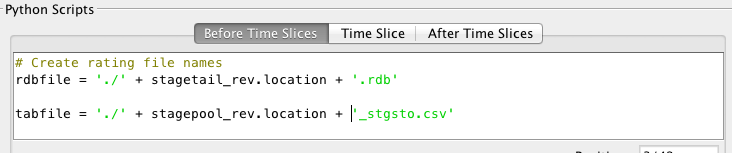 Python Scripts
Before Time Slices Time Slice After Time Slices
# Create rating file names
rdbfile = './' + stagetail_rev.location + '.rdb'
tabfile = './' + stagepool_rev.location + '_stgsto.csv'